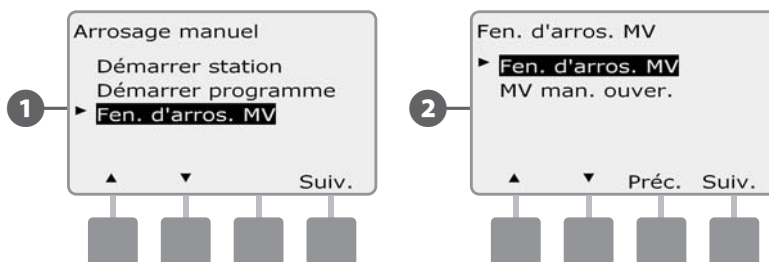 1
Arrosage manuel
Démarrer station
Démarrer programme
► Fen. d'arros. MV
▲ ▼ Suiv.
2
Fen. d'arros. MV
► Fen. d'arros. MV
MV man. ouver.
▲ ▼ Préc. Suiv.